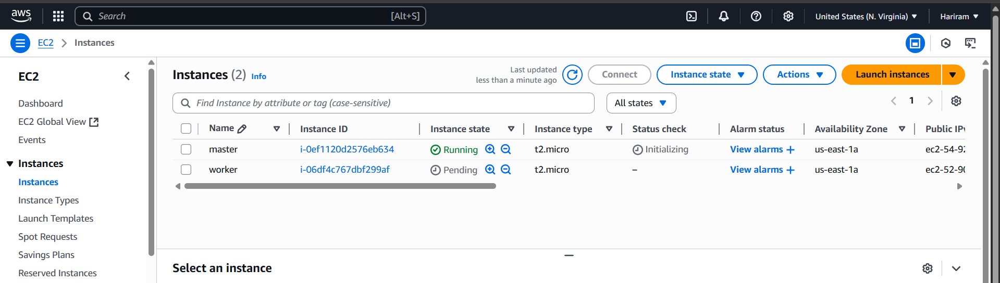 aws Search [Alt+S] United States (N. Virginia) Hariram
EC2 Instances
EC2
Dashboard
EC2 Global View
Events
Instances
Instances
Instance Types
Launch Templates
Spot Requests
Savings Plans
Reserved Instances
Instances (2) Info
Last updated
less than a minute ago
Connect Instance state Actions Launch instances
Find Instance by attribute or tag (case-sensitive) All states 1
Name Instance ID Instance state Instance type Status check Alarm status Availability Zone Public IPv
master i-0ef1120d2576eb634 Running t2.micro Initializing View alarms + us-east-1a ec2-54-92
worker i-06df4c767dbf299af Pending t2.micro – View alarms + us-east-1a ec2-52-90
Select an instance